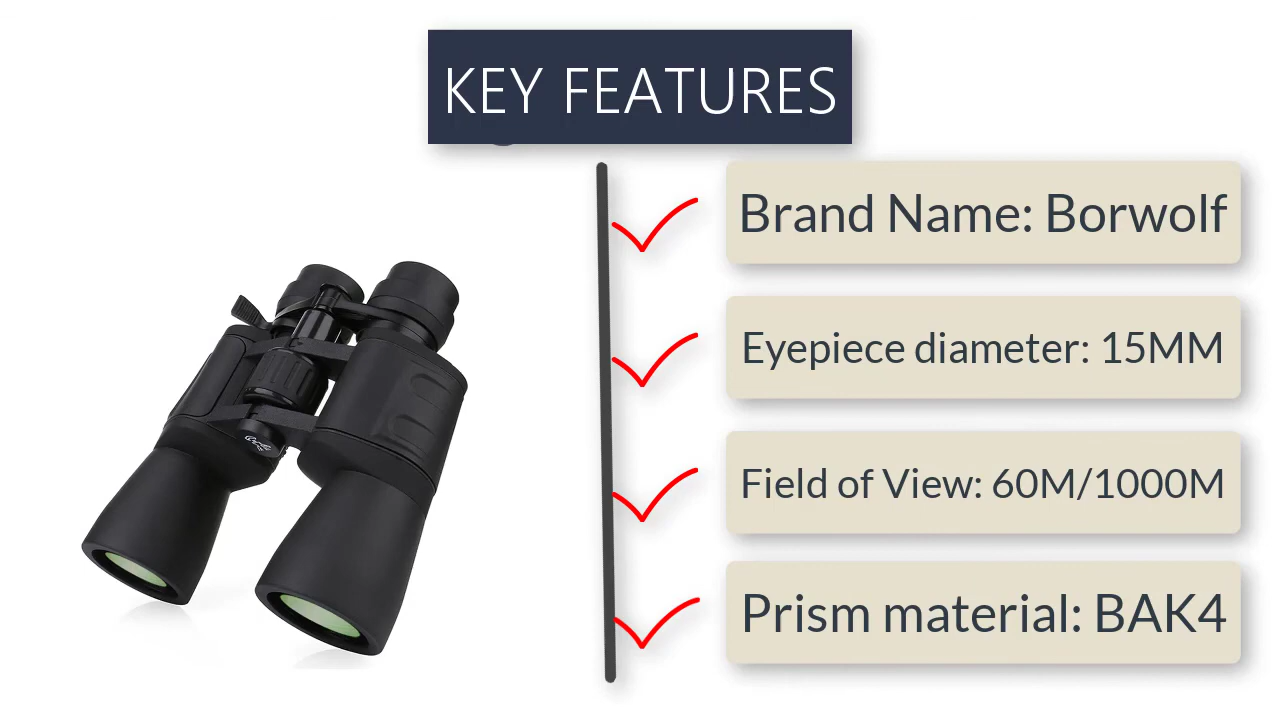 KEY FEATURES
Brand Name: Borwolf
Eyepiece diameter: 15MM
Field of View: 60M/1000M
Prism material: BAK4